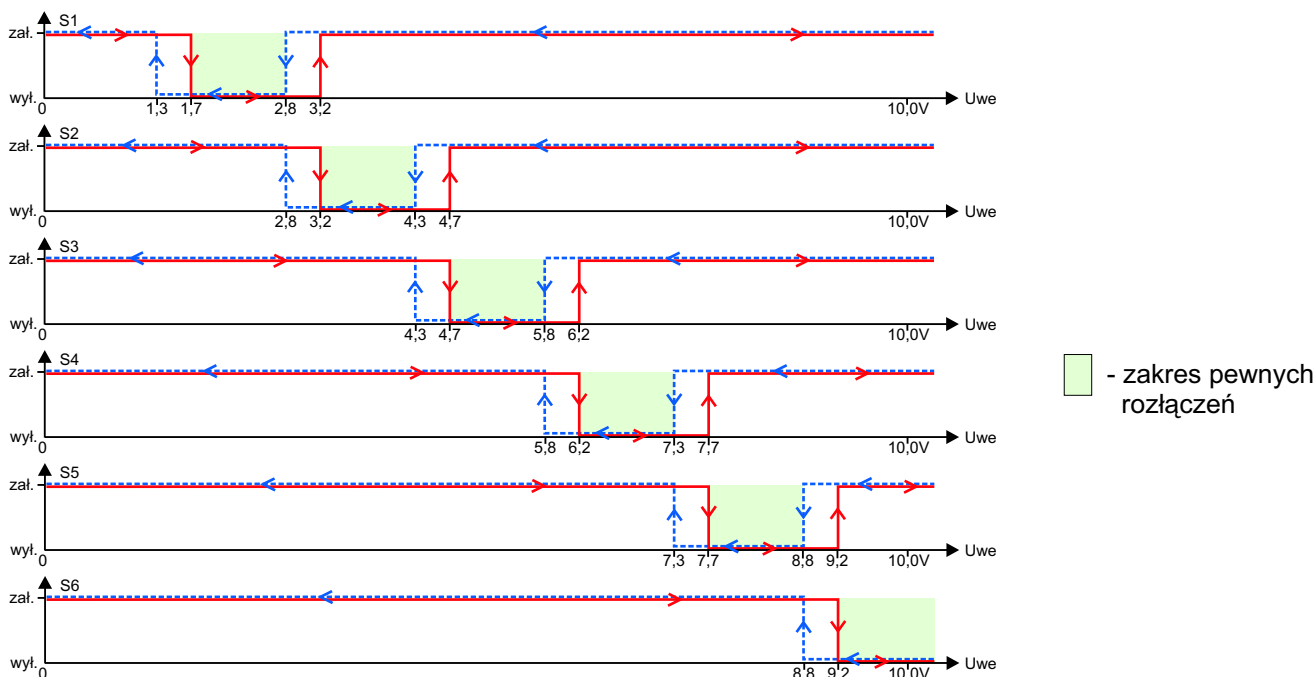 S1
zał.
wył.
0 1,3 1,7 2,8 3,2 10,0V Uwe
S2
zał.
wył.
0 2,8 3,2 4,3 4,7 10,0V Uwe
S3
zał.
wył.
0 4,3 4,7 5,8 6,2 10,0V Uwe
S4
zał.
wył.
0 5,8 6,2 7,3 7,7 10,0V Uwe
S5
zał.
wył.
0 7,3 7,7 8,8 9,2 10,0V Uwe
S6
zał.
wył.
0 8,8 9,2 10,0V Uwe
- zakres pewnych
rozłączeń